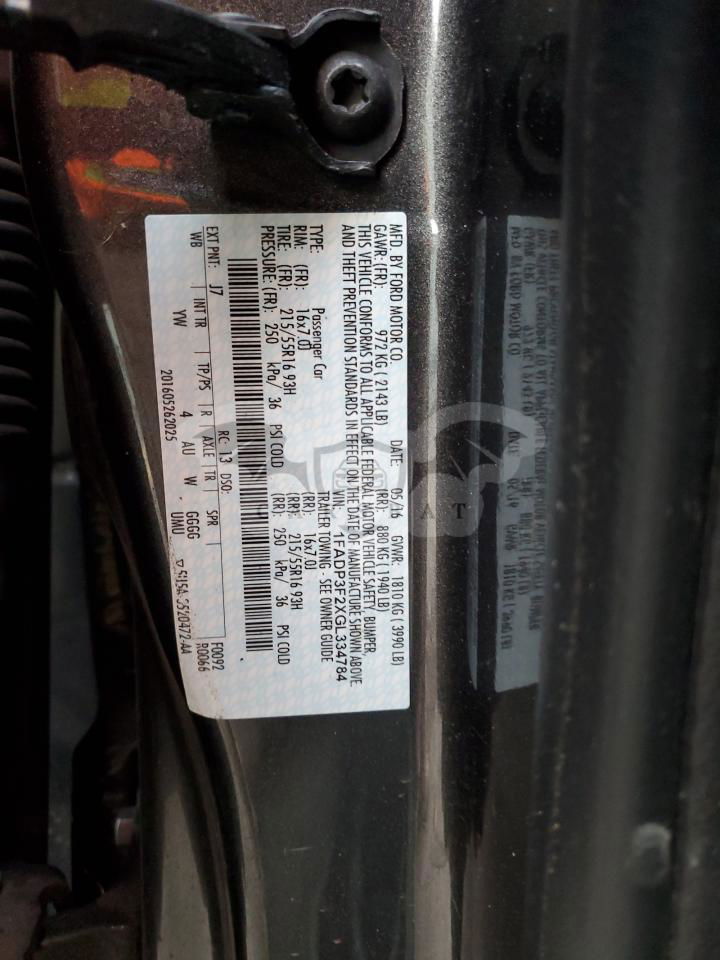 MFD. BY FORD MOTOR CO.
DATE: 05/16 GVWR: 1810 KG ( 3990 LB)
GAWR: (FR): 972 KG ( 2143 LB) (RR): 880 KG ( 1940 LB)
THIS VEHICLE CONFORMS TO ALL APPLICABLE FEDERAL MOTOR VEHICLE SAFETY, BUMPER,
AND THEFT PREVENTION STANDARDS IN EFFECT ON THE DATE OF MANUFACTURE SHOWN ABOVE.
VIN: 1FADP3F2XGL334784
TYPE: Passenger Car TRAILER TOWING - SEE OWNER GUIDE
RIM: (FR): 16x7.0J (RR): 16x7.0J
TIRE: (FR): 215/55R16 93H (RR): 215/55R16 93H
PRESSURE: (FR): 250 kPa/ 36 PSI COLD (RR): 250 kPa/ 36 PSI COLD
F0092
R0066
EXT PNT: J7 RC: 13 DSO:
WB INT TR TP/PS R AXLE TR SPR
YW 4 AU W GGGG
UMU
201605262025